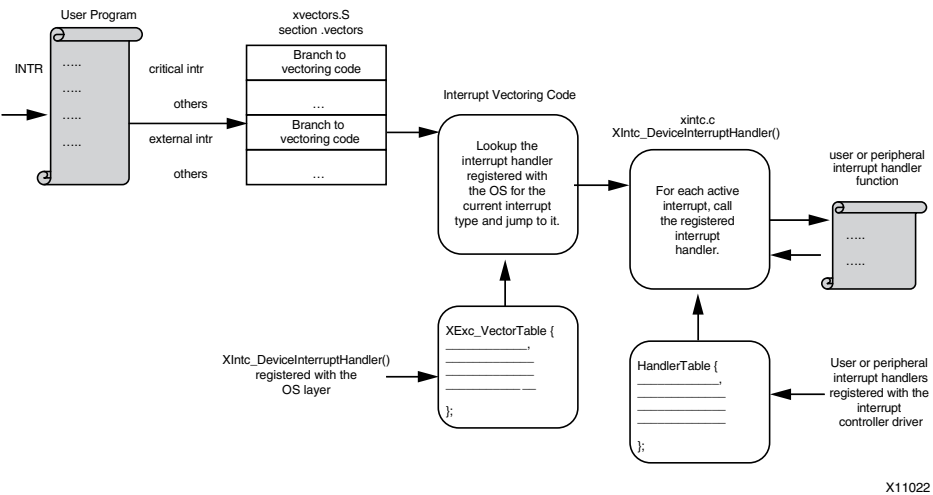 User Program
INTR
…..
…..
…..
…..
critical intr
others
external intr
others
xvectors.S
section .vectors
Branch to
vectoring code
...
Branch to
vectoring code
...
Interrupt Vectoring Code
Lookup the
interrupt handler
registered with
the OS for the
current interrupt
type and jump to it.
xintc.c
XIntc_DeviceInterruptHandler()
For each active
interrupt, call
the registered
interrupt
handler.
user or peripheral
interrupt handler
function
…..
…..
XIntc_DeviceInterruptHandler()
registered with the
OS layer
XExc_VectorTable {
,
};
HandlerTable {
,
};
User or peripheral
interrupt handlers
registered with the
interrupt
controller driver
X11022